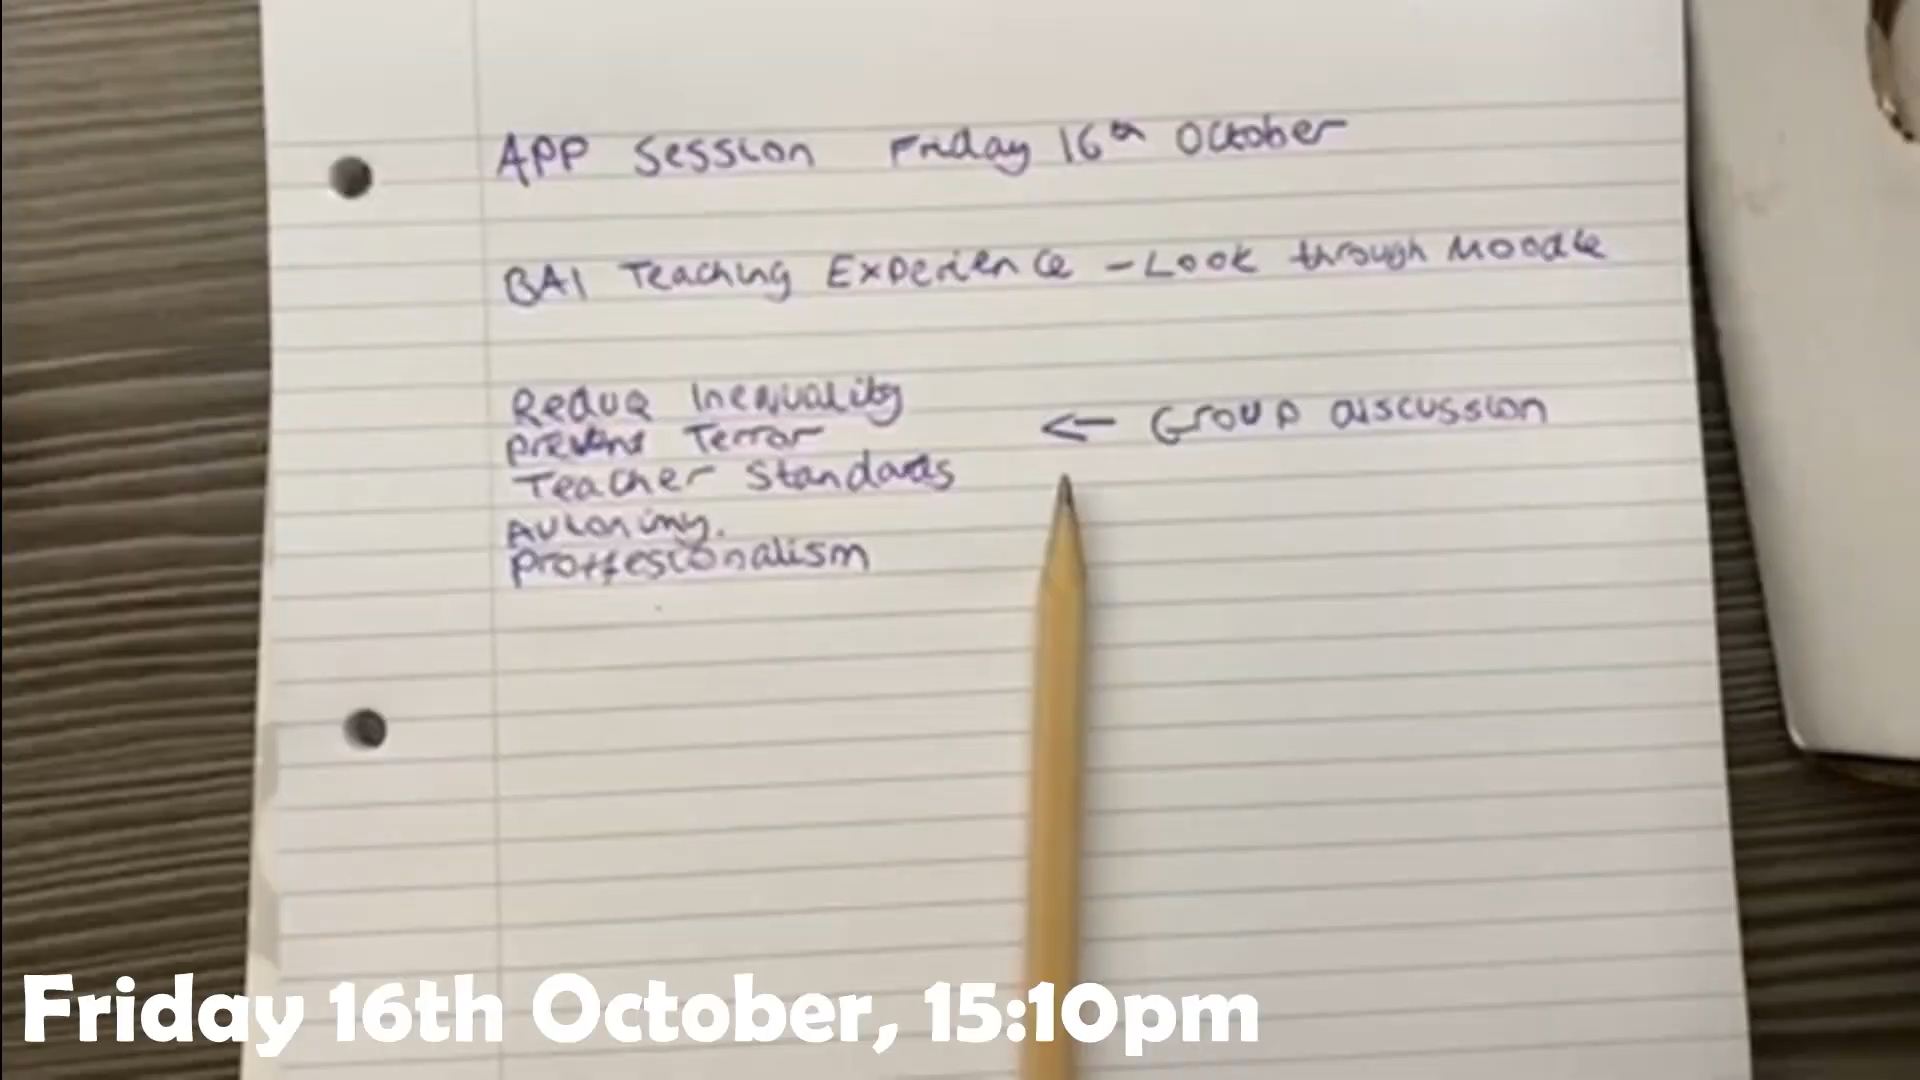 APP Session Friday 16th October
BA1 Teaching Experience - Look through Moodle
Reduce Inequality
prevent Terror ← Group discussion
Teacher Standards
Autonimy.
Proffesionalism
Friday 16th October, 15:10pm